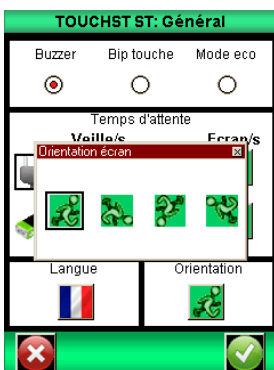 TOUCHST ST: Général
Buzzer Bip touche Mode eco
Temps d'attente
Veille/s Ecran/s
Orientation écran
Langue Orientation